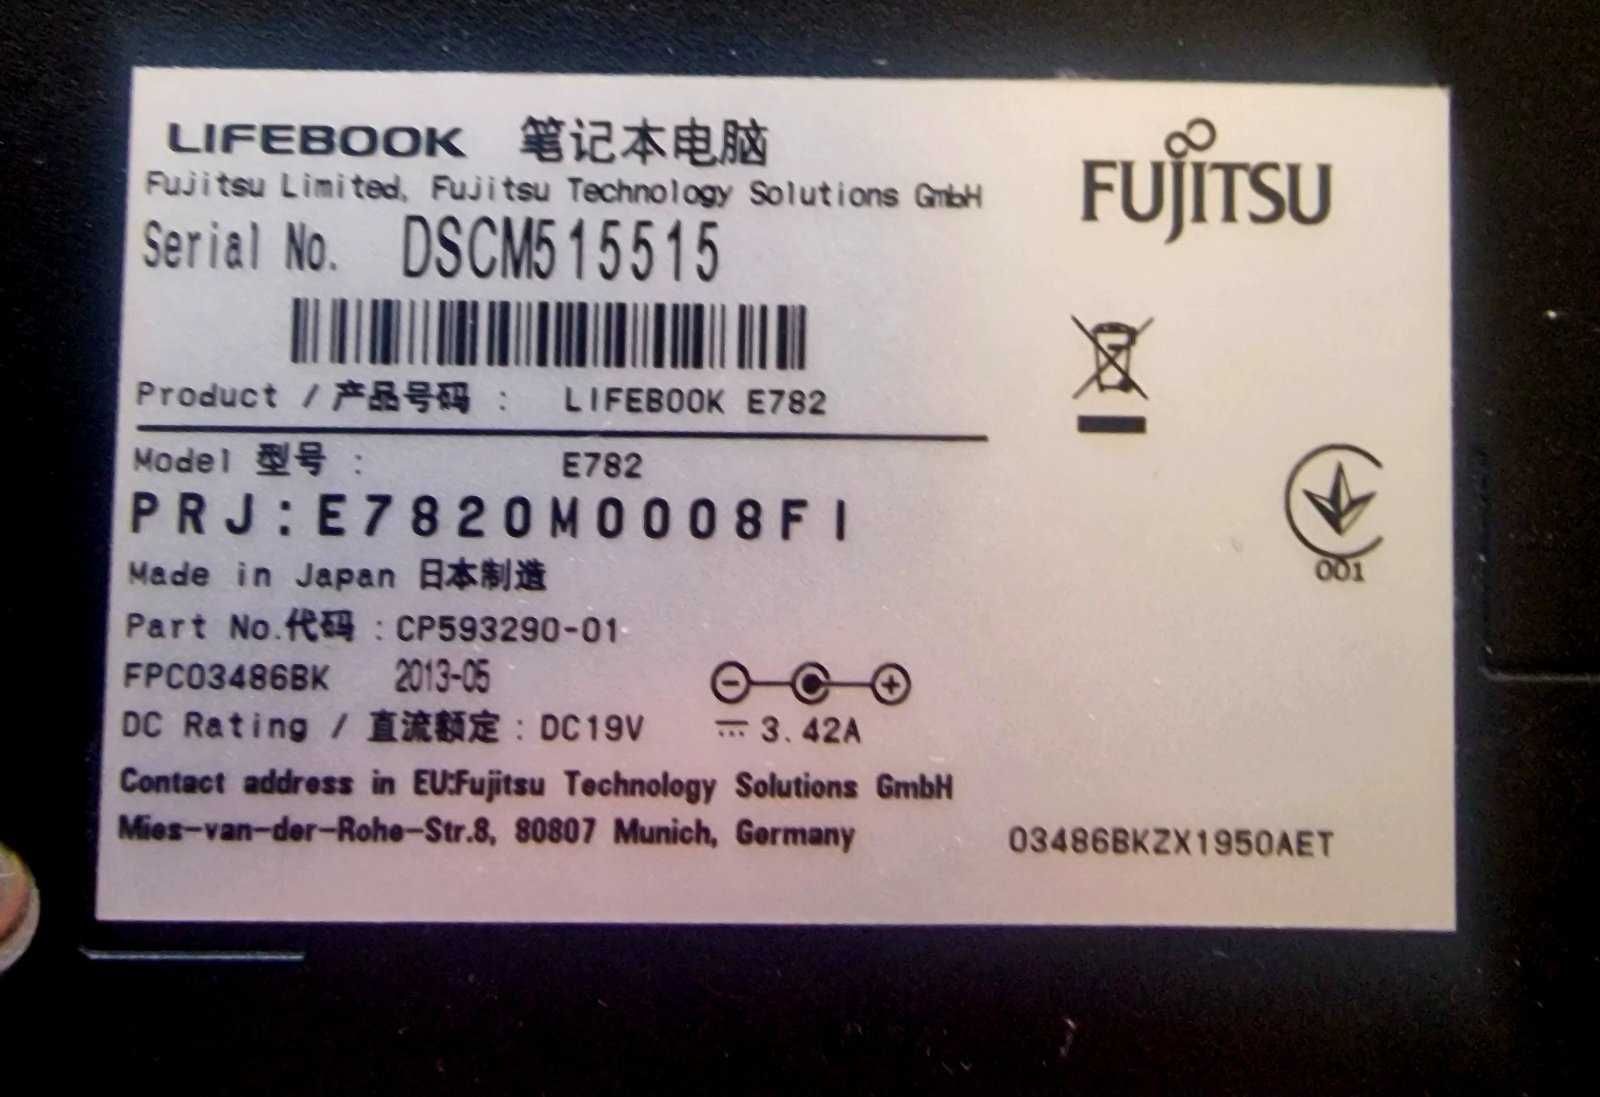 LIFEBOOK 笔记本电脑
FUJITSU
Fujitsu Limited, Fujitsu Technology Solutions GmbH
Serial No. DSCM515515
Product / 产品号码 : LIFEBOOK E782
Model 型号 : E782
PRJ:E7820M0008FI
Made in Japan 日本制造
001
Part No.代码 : CP593290-01
FPC03486BK 2013-05
DC Rating / 直流额定 : DC19V 3.42A
Contact address in EU:Fujitsu Technology Solutions GmbH
Mies-van-der-Rohe-Str.8, 80807 Munich, Germany
03486BKZX1950AET